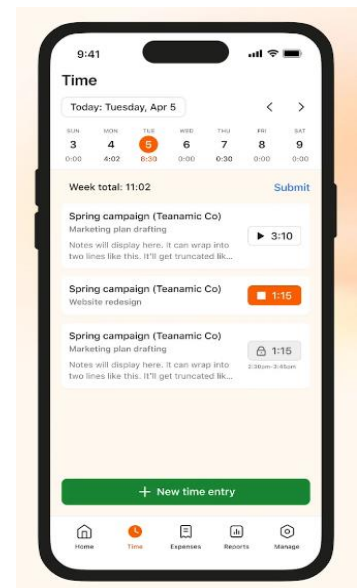 9:41
Time
Today: Tuesday, Apr 5
SUN MON TUE WED THU FRI SAT
3 4 5 6 7 8 9
0:00 4:02 6:30 0:00 0:30 0:00 0:00
Week total: 11:02 Submit
Spring campaign (Teanamic Co)
Marketing plan drafting
3:10
Notes will display here. It can wrap into
two lines like this. It'll get truncated lik...
Spring campaign (Teanamic Co)
1:15
Website redesign
Spring campaign (Teanamic Co)
Marketing plan drafting
1:15
Notes will display here. It can wrap into
2:30pm-3:45pm
two lines like this. It'll get truncated lik...
+ New time entry
Home Time Expenses Reports Manage